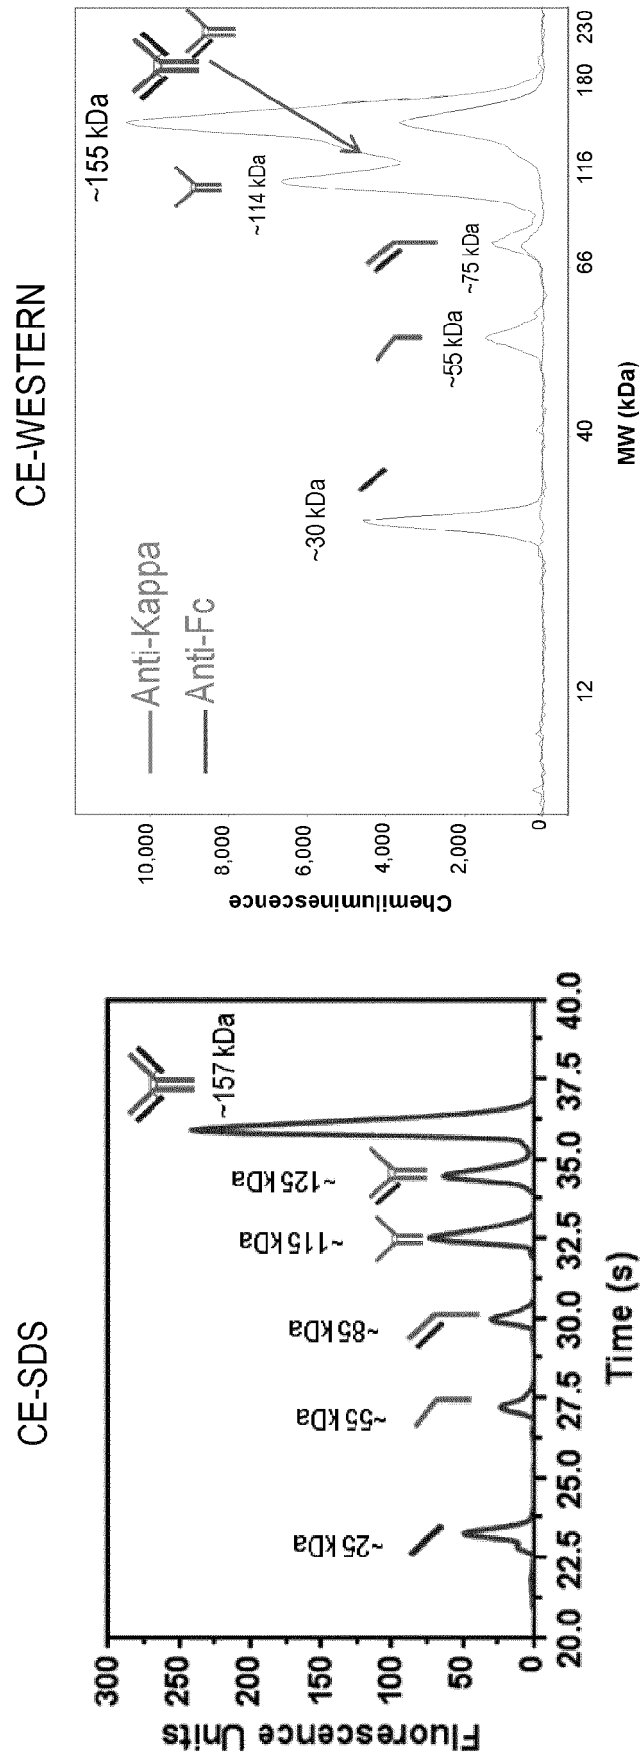 CE-SDS
Fluorescence Units
300
250
200
150
100
50
0
~25 kDa
~55 kDa
~85 kDa
~115 kDa
~125 kDa
~157 kDa
20.0 22.5 25.0 27.5 30.0 32.5 35.0 37.5 40.0
Time (s)
CE-WESTERN
Chemiluminescence
10,000
8,000
6,000
4,000
2,000
0
Anti-Kappa
Anti-Fc
~30 kDa
~55 kDa
~75 kDa
~114 kDa
~155 kDa
12 40 66 116 180 230
MW (kDa)